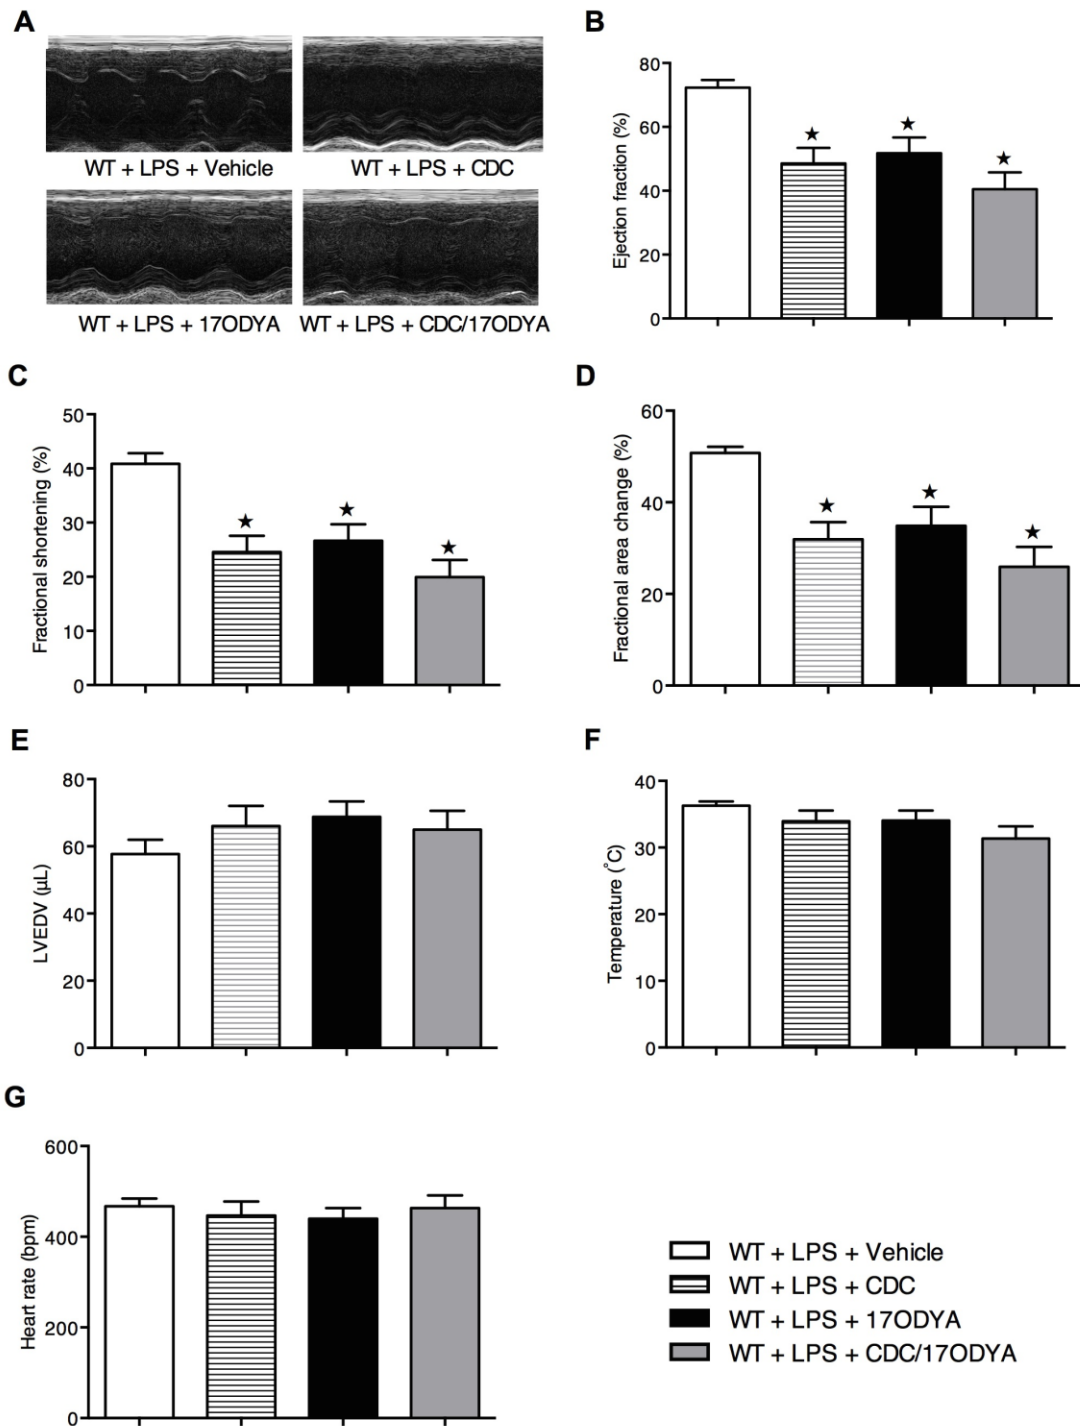 A
WT + LPS + Vehicle
WT + LPS + CDC
WT + LPS + 17ODYA
WT + LPS + CDC/17ODYA
B
Ejection fraction (%)
80
60
40
20
0
★
★
★
C
Fractional shortening (%)
50
40
30
20
10
0
★
★
★
D
Fractional area change (%)
60
40
20
0
★
★
★
E
LVEDV (µL)
80
60
40
20
0
F
Temperature (°C)
40
30
20
10
0
G
Heart rate (bpm)
600
400
200
0
WT + LPS + Vehicle
WT + LPS + CDC
WT + LPS + 17ODYA
WT + LPS + CDC/17ODYA